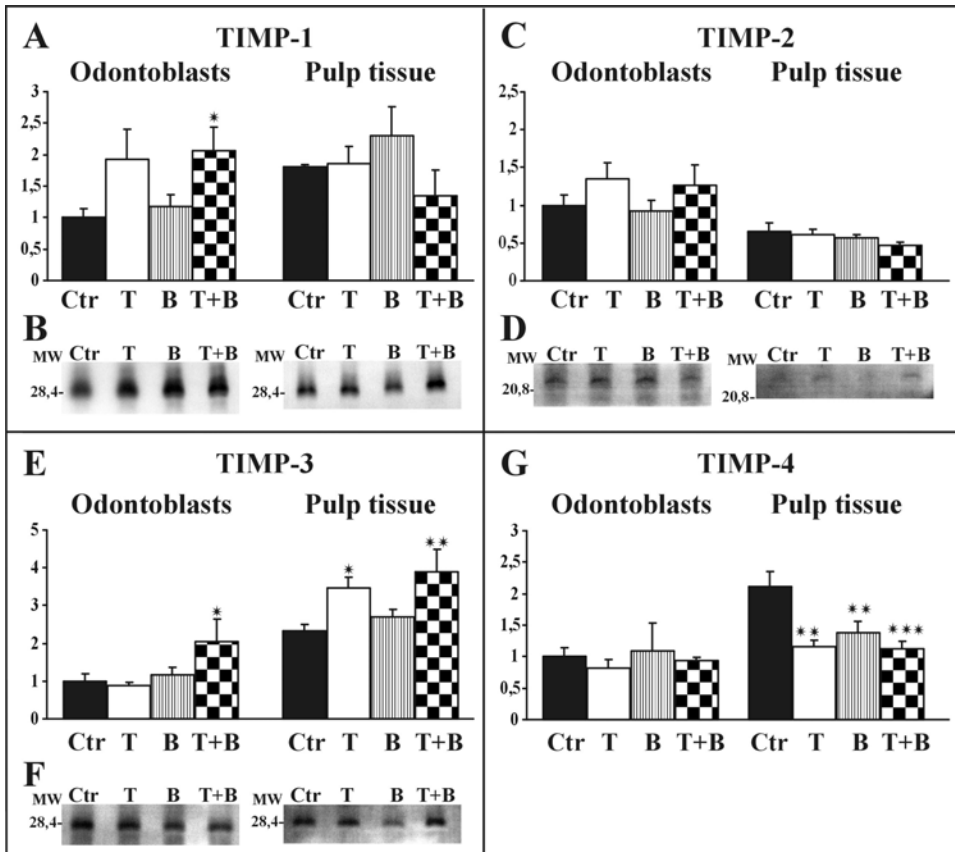 A TIMP-1
Odontoblasts Pulp tissue
3
2,5
2
1,5
1
0,5
0
*
Ctr T B T+B Ctr T B T+B
B
MW Ctr T B T+B
28,4-
MW Ctr T B T+B
28,4-
C TIMP-2
Odontoblasts Pulp tissue
2,5
2
1,5
1
0,5
0
Ctr T B T+B Ctr T B T+B
D
MW Ctr T B T+B
20,8-
MW Ctr T B T+B
20,8-
E TIMP-3
Odontoblasts Pulp tissue
5
4
3
2
1
0
*
*
**
Ctr T B T+B Ctr T B T+B
F
MW Ctr T B T+B
28,4-
MW Ctr T B T+B
28,4-
G TIMP-4
Odontoblasts Pulp tissue
3
2,5
2
1,5
1
0,5
0
**
**
***
Ctr T B T+B Ctr T B T+B